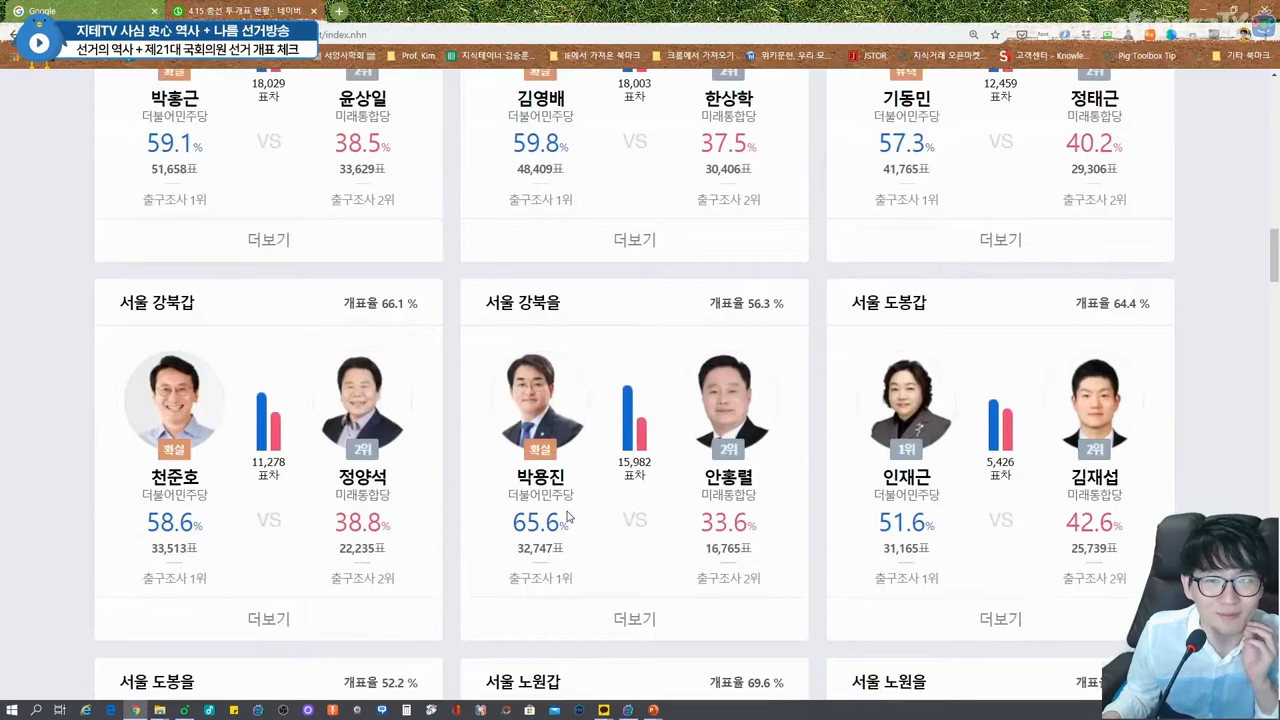 Google
4.15 총선 투·개표 현황 : 네이버
지테TV 사심 史心 역사 + 나름 선거방송
선거의 역사 + 제21대 국회의원 선거 개표 체크
t/index.nhn
서양사학회
Prof. Kim.
지식테이너-김승훈...
IE에서 가져온 북마크
크롬에서 가져오기...
위키문헌, 우리 모...
JSTOR
지식거래 오픈마켓...
고객센터 – Knowle...
Pig Toolbox Tip
기타 북마크
확실 18,029 표차 2위
박홍근 윤상일
더불어민주당 미래통합당
59.1% VS 38.5%
51,658표 33,629표
출구조사 1위 출구조사 2위
더보기
확실 18,003 표차 2위
김영배 한상학
더불어민주당 미래통합당
59.8% VS 37.5%
48,409표 30,406표
출구조사 1위 출구조사 2위
더보기
유력 12,459 표차 2위
기동민 정태근
더불어민주당 미래통합당
57.3% VS 40.2%
41,765표 29,306표
출구조사 1위 출구조사 2위
더보기
서울 강북갑 개표율 66.1 %
확실 11,278 표차 2위
천준호 정양석
더불어민주당 미래통합당
58.6% VS 38.8%
33,513표 22,235표
출구조사 1위 출구조사 2위
더보기
서울 강북을 개표율 56.3 %
확실 15,982 표차 2위
박용진 안홍렬
더불어민주당 미래통합당
65.6% VS 33.6%
32,747표 16,765표
출구조사 1위 출구조사 2위
더보기
서울 도봉갑 개표율 64.4 %
1위 5,426 표차 2위
인재근 김재섭
더불어민주당 미래통합당
51.6% VS 42.6%
31,165표 25,739표
출구조사 1위 출구조사 2위
더보기
서울 도봉을 개표율 52.2 %
서울 노원갑 개표율 69.6 %
서울 노원을